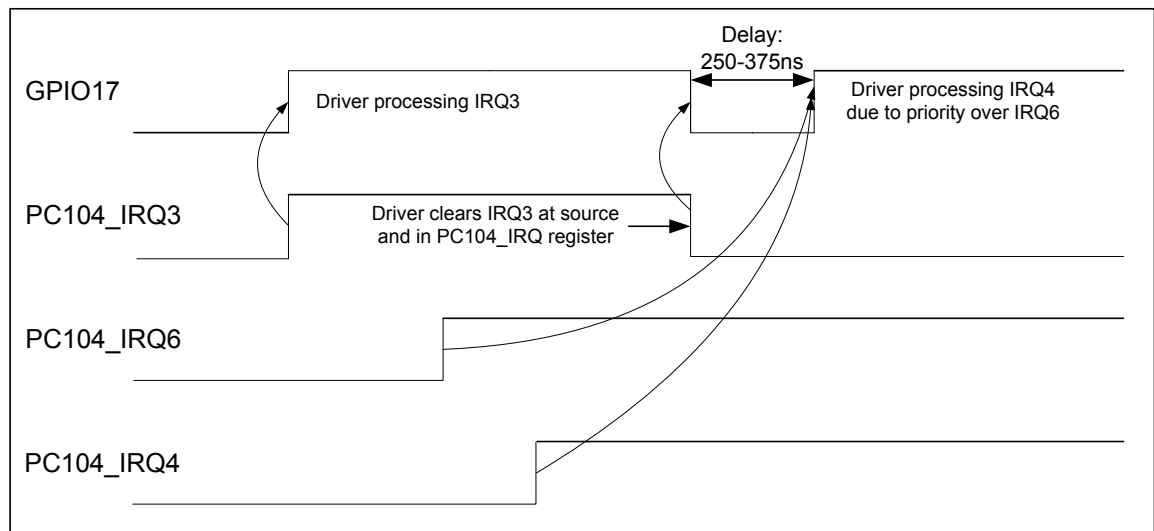 Delay:
250-375ns
GPIO17
Driver processing IRQ3
Driver processing IRQ4
due to priority over IRQ6
PC104_IRQ3
Driver clears IRQ3 at source
and in PC104_IRQ register
PC104_IRQ6
PC104_IRQ4